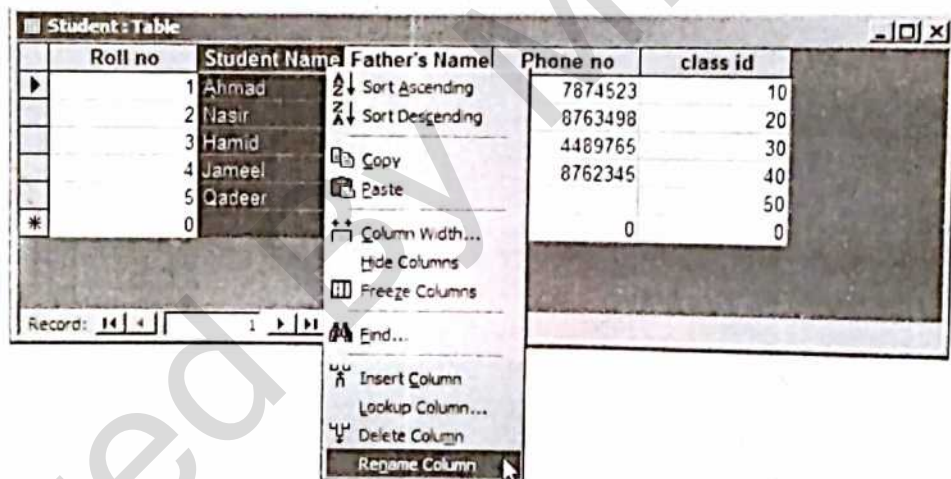 Student : Table
Roll no Student Name Father's Name Phone no class id
1 Ahmad 7874523 10
2 Nasir 8763498 20
3 Hamid 4489765 30
4 Jameel 8762345 40
5 Qadeer 50
0 0 0
Sort Ascending
Sort Descending
Copy
Paste
Column Width...
Hide Columns
Freeze Columns
Find...
Insert Column
Lookup Column...
Delete Column
Rename Column
Record: 1